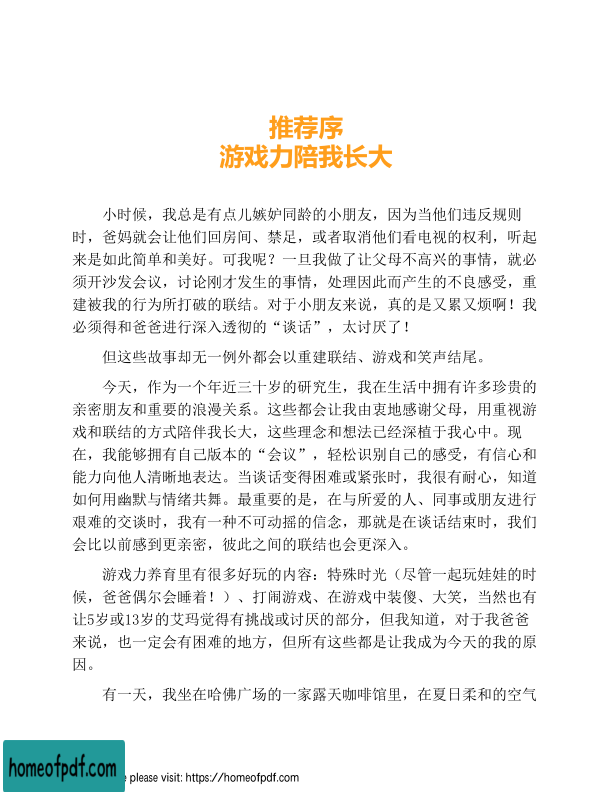 推荐序
游戏力陪我长大
小时候，我总是有点儿嫉妒同龄的小朋友，因为当他们违反规则
时，爸妈就会让他们回房间、禁足，或者取消他们看电视的权利，听起
来是如此简单和美好。可我呢？一旦我做了让父母不高兴的事情，就必
须开沙发会议，讨论刚才发生的事情，处理因此而产生的不良感受，重
建被我的行为所打破的联结。对于小朋友来说，真的是又累又烦啊！我
必须得和爸爸进行深入透彻的“谈话”，太讨厌了！
但这些故事却无一例外都会以重建联结、游戏和笑声结尾。
今天，作为一个年近三十岁的研究生，我在生活中拥有许多珍贵的
亲密朋友和重要的浪漫关系。这些都会让我由衷地感谢父母，用重视游
戏和联结的方式陪伴我长大，这些理念和想法已经深植于我心中。现
在，我能够拥有自己版本的“会议”，轻松识别自己的感受，有信心和
能力向他人清晰地表达。当谈话变得困难或紧张时，我很有耐心，知道
如何用幽默与情绪共舞。最重要的是，在与所爱的人、同事或朋友进行
艰难的交谈时，我有一种不可动摇的信念，那就是在谈话结束时，我们
会比以前感到更亲密，彼此之间的联结也会更深入。
游戏力养育里有很多好玩的内容：特殊时光（尽管一起玩娃娃的时
候，爸爸偶尔会睡着！）、打闹游戏、在游戏中装傻、大笑，当然也有
让5岁或13岁的艾玛觉得有挑战或讨厌的部分，但我知道，对于我爸爸
来说，也一定会有困难的地方，但所有这些都是让我成为今天的我的原
因。
有一天，我坐在哈佛广场的一家露天咖啡馆里，在夏日柔和的空气
homeofpdf.com
please visit: https://homeofpdf.com